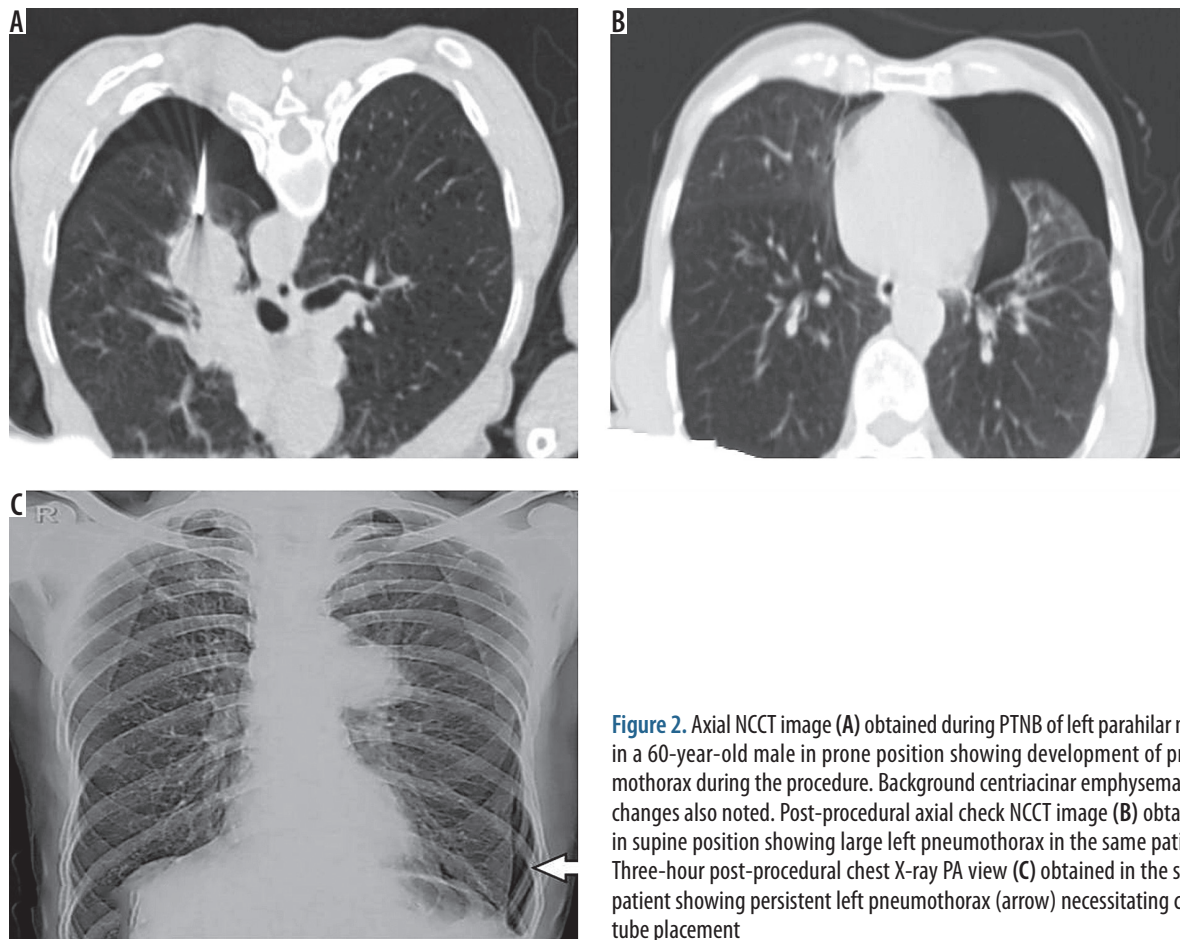 A
B
C
R
Figure 2. Axial NCCT image (A) obtained during PTNB of left parahilar
in a 60-year-old male in prone position showing development of
mothorax during the procedure. Background centriacinar emphysema
changes also noted. Post-procedural axial check NCCT image (B)
in supine position showing large left pneumothorax in the same
Three-hour post-procedural chest X-ray PA view (C) obtained in the
patient showing persistent left pneumothorax (arrow) necessitating
tube placement